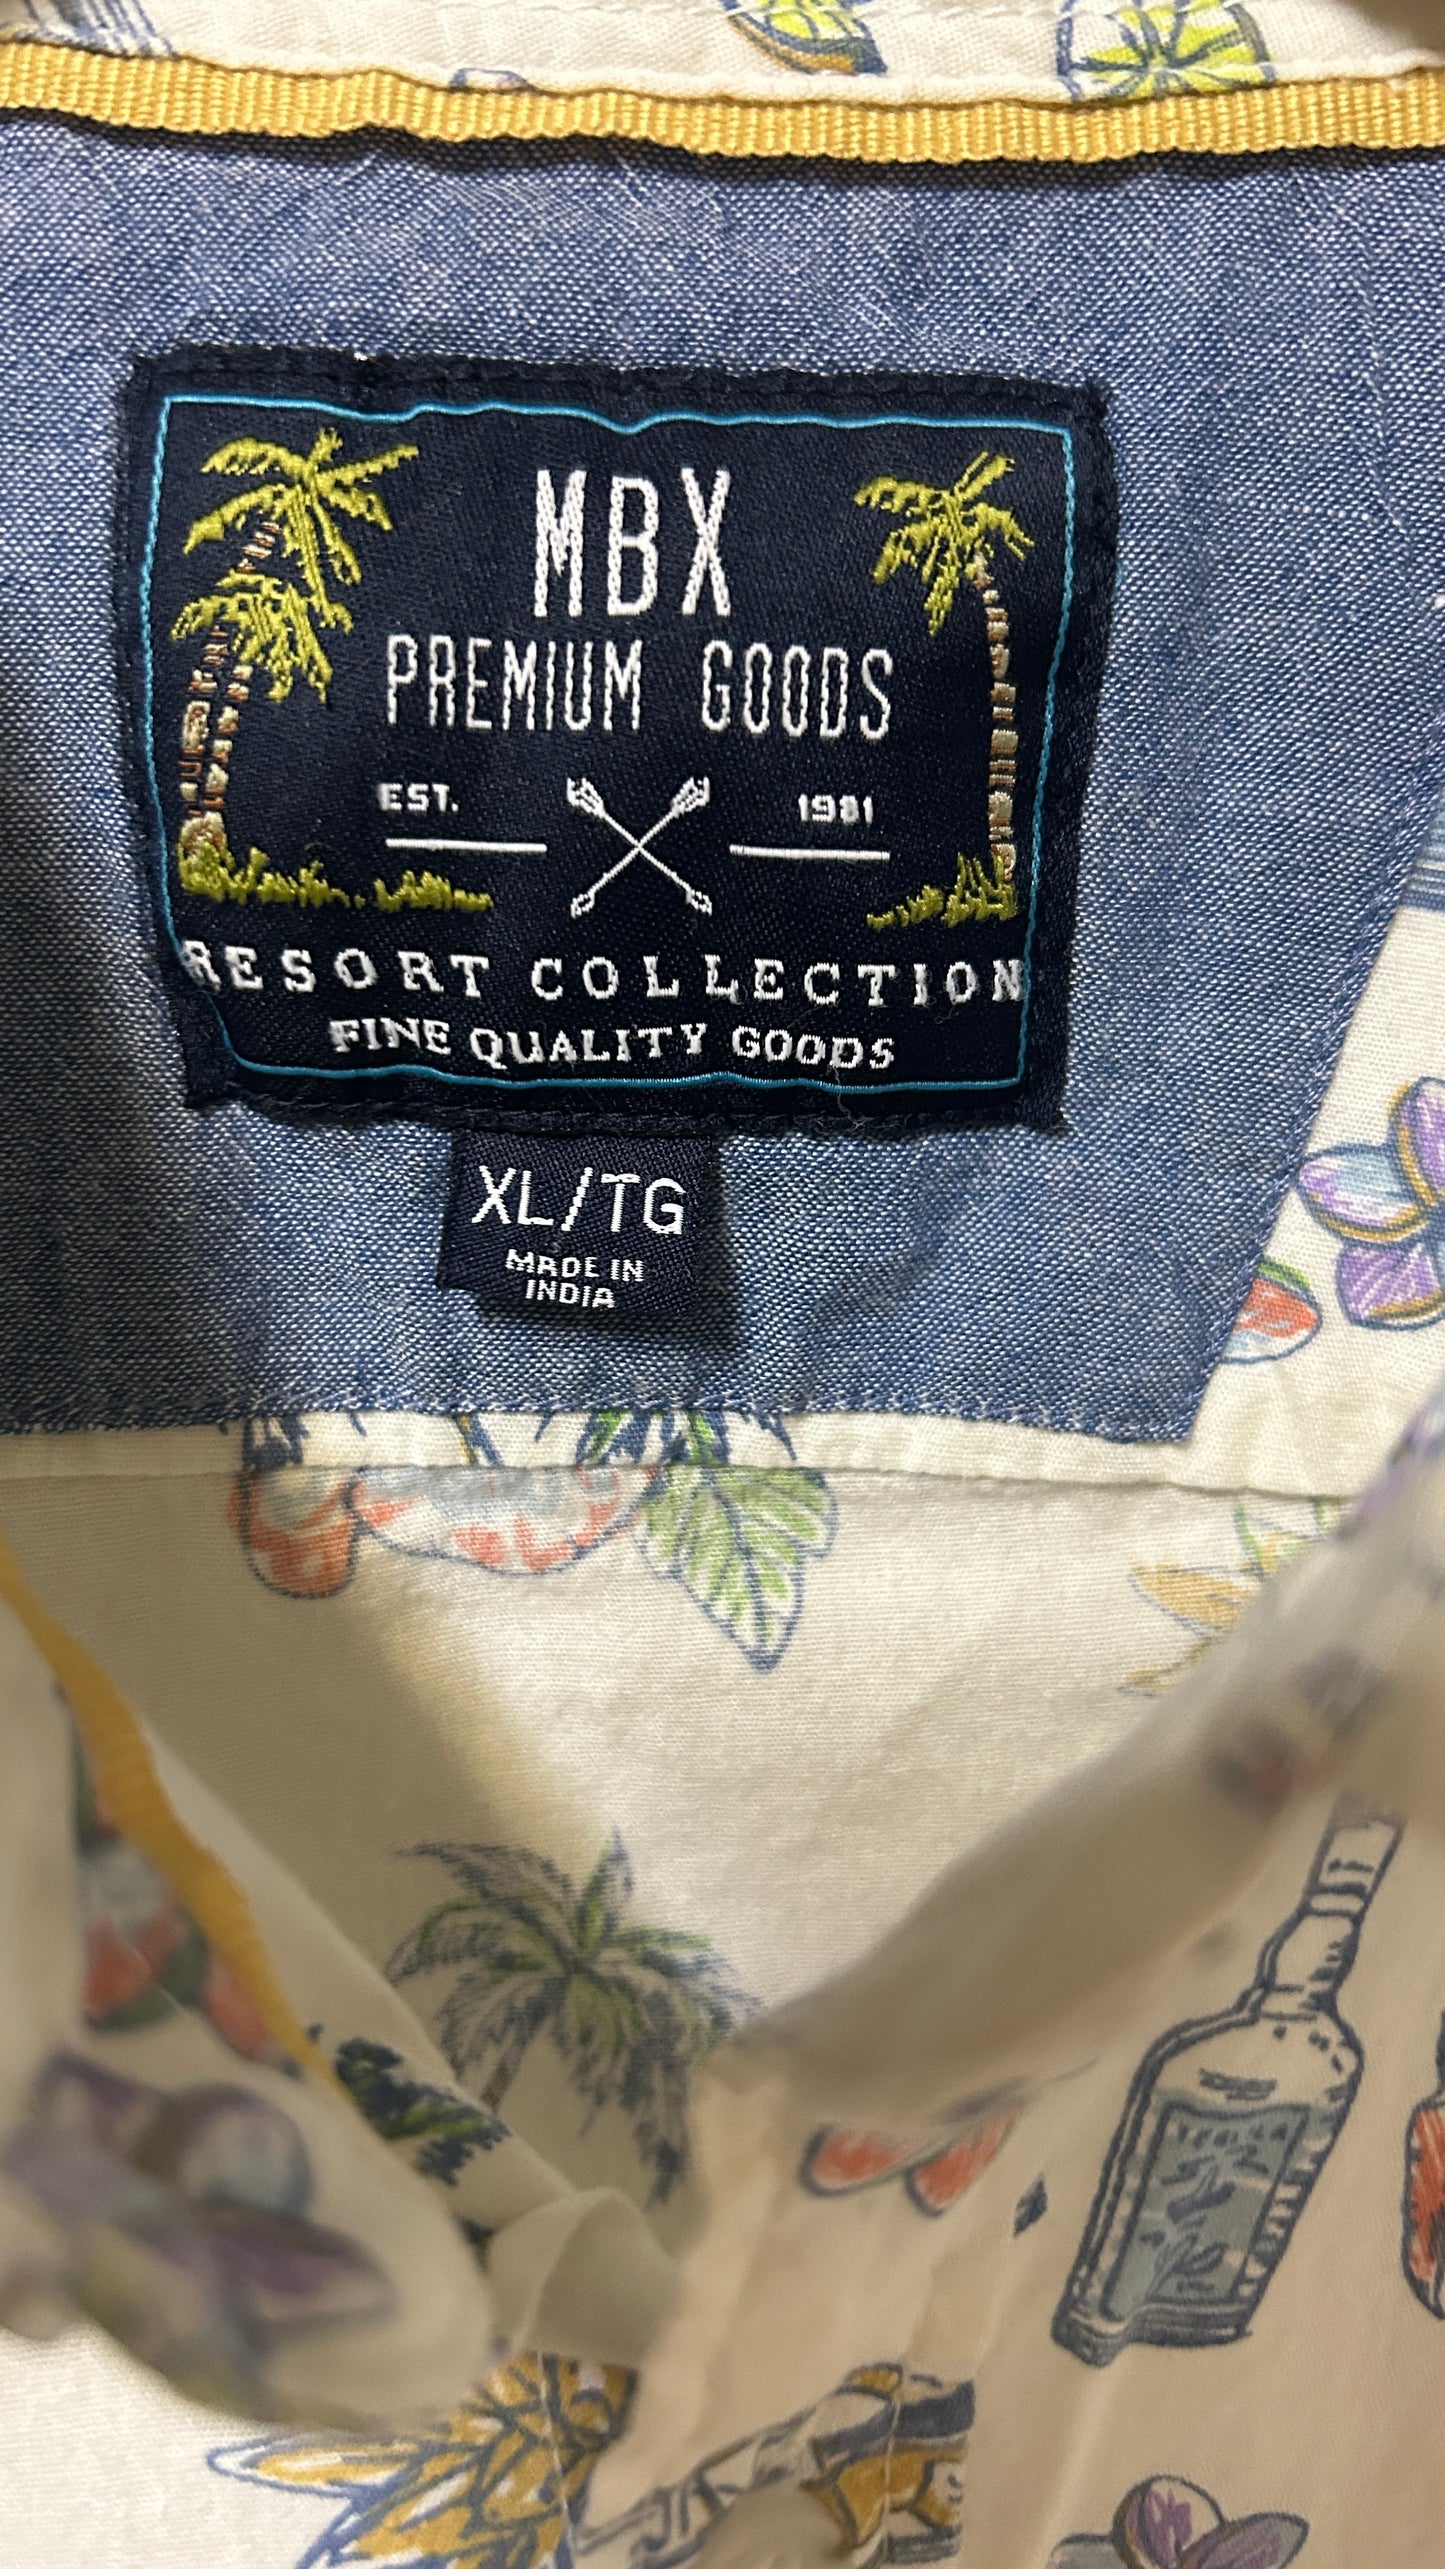 MBX
PREMIUM GOODS
EST. 1981
RESORT COLLECTION
FINE QUALITY GOODS
XL/TG
MADE IN
INDIA